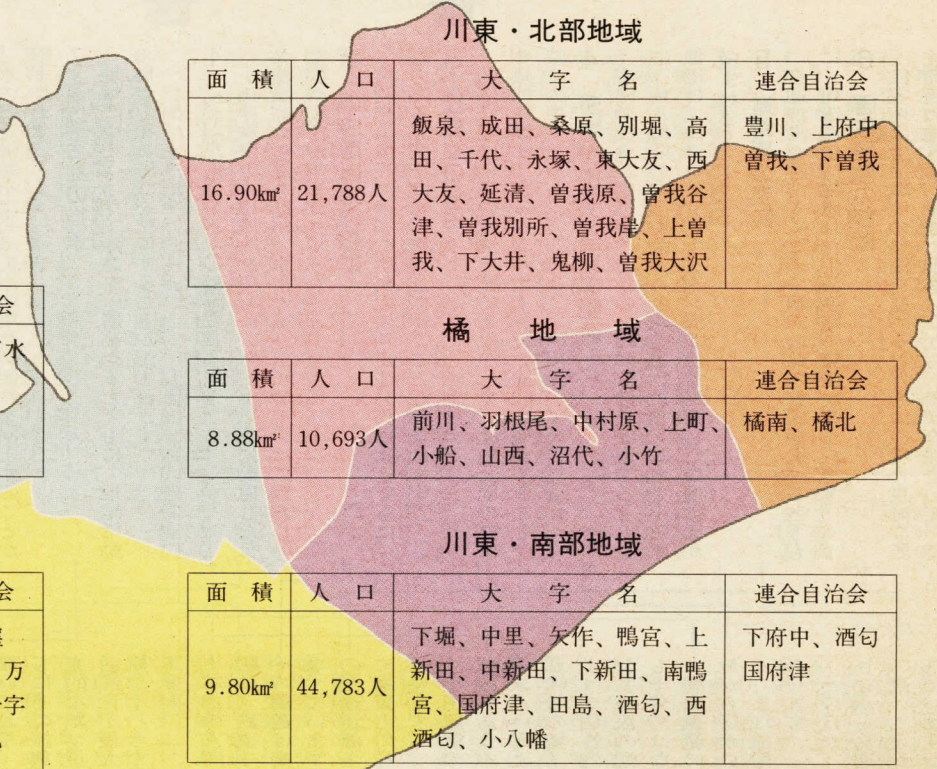 川東・北部地域
面積 人口 大字名 連合自治会
16.90km² 21,788人
飯泉、成田、桑原、別堀、高
田、千代、永塚、東大友、西
大友、延清、曽我原、曽我谷
津、曽我別所、曽我岸、上曽
我、下大井、鬼柳、曽我大沢
豊川、上府中
曽我、下曽我
橘地域
面積 人口 大字名 連合自治会
8.88km² 10,693人
前川、羽根尾、中村原、上町、
小船、山西、沼代、小竹
橘南、橘北
川東・南部地域
面積 人口 大字名 連合自治会
9.80km² 44,783人
下堀、中里、矢作、鴨宮、上
新田、中新田、下新田、南鴨
宮、国府津、田島、酒匂、西
酒匂、小八幡
下府中、酒匂
国府津
会
水
会
万
字